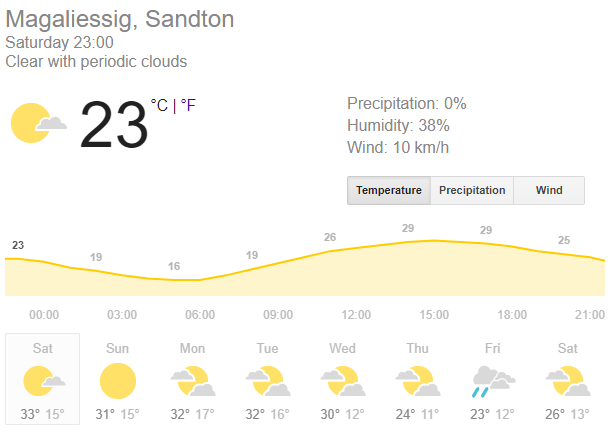 Magaliessig, Sandton
Saturday 23:00
Clear with periodic clouds
23 °C | °F
Precipitation: 0%
Humidity: 38%
Wind: 10 km/h
Temperature Precipitation Wind
23 19 16 19 26 29 29 25
00:00 03:00 06:00 09:00 12:00 15:00 18:00 21:00
Sat Sun Mon Tue Wed Thu Fri Sat
33° 15° 31° 15° 32° 17° 32° 16° 30° 12° 24° 11° 23° 12° 26° 13°